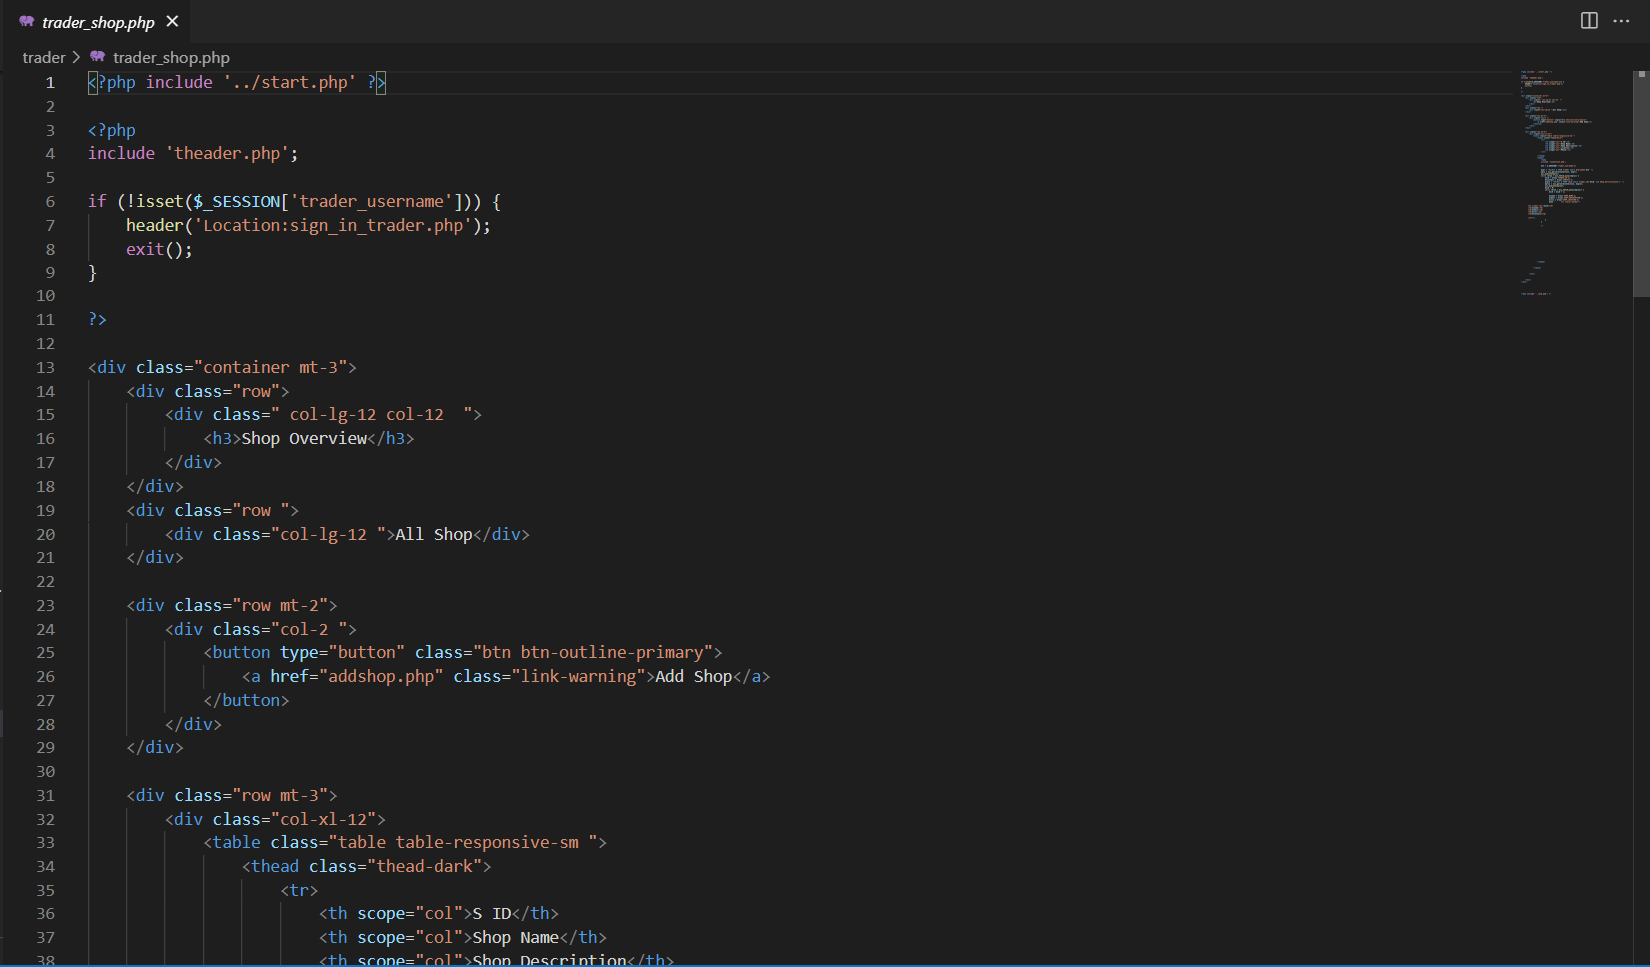 trader_shop.php
trader > trader_shop.php
1 <?php include '../start.php' ?>
2
3 <?php
4 include 'theader.php';
5
6 if (!isset($_SESSION['trader_username'])) {
7     header('Location:sign_in_trader.php');
8     exit();
9 }
10
11 ?>
12
13 <div class="container mt-3">
14     <div class="row">
15         <div class=" col-lg-12 col-12  ">
16             <h3>Shop Overview</h3>
17         </div>
18     </div>
19     <div class="row ">
20         <div class="col-lg-12 ">All Shop</div>
21     </div>
22
23     <div class="row mt-2">
24         <div class="col-2 ">
25             <button type="button" class="btn btn-outline-primary">
26                 <a href="addshop.php" class="link-warning">Add Shop</a>
27             </button>
28         </div>
29     </div>
30
31     <div class="row mt-3">
32         <div class="col-xl-12">
33             <table class="table table-responsive-sm ">
34                 <thead class="thead-dark">
35                     <tr>
36                         <th scope="col">S ID</th>
37                         <th scope="col">Shop Name</th>
38                         <th scope="col">Shop Description</th>